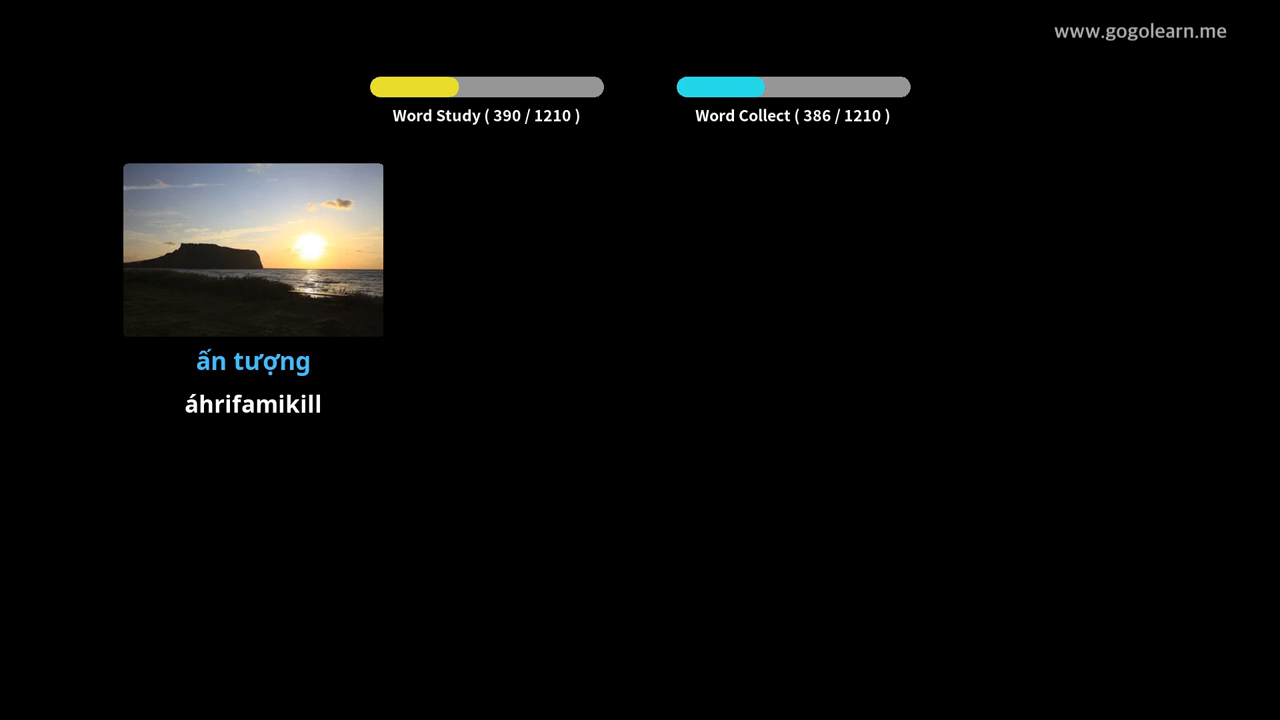 www.gogolearn.me
Word Study ( 390 / 1210 )
Word Collect ( 386 / 1210 )
ấn tượng
áhrifamikill